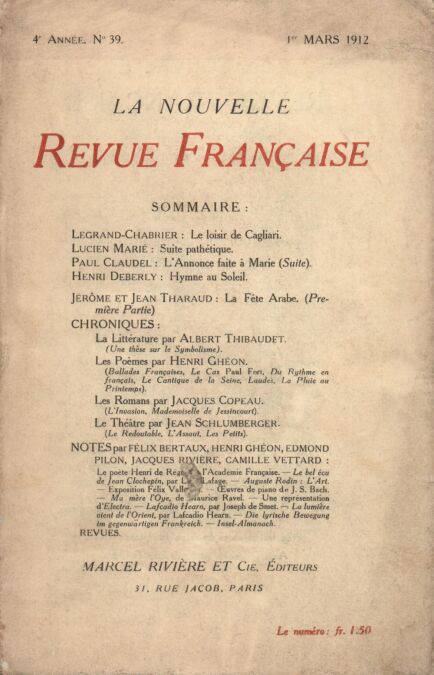 4e ANNÉE. No 39.
1er MARS 1912
LA NOUVELLE
REVUE FRANÇAISE
SOMMAIRE :
LEGRAND-CHABRIER : Le loisir de Cagliari.
LUCIEN MARIÉ : Suite pathétique.
PAUL CLAUDEL : L'Annonce faite à Marie (Suite).
HENRI DEBERLY : Hymne au Soleil.
JÉRÔME ET JEAN THARAUD : La Fête Arabe. (Pre-
mière Partie)
CHRONIQUES :
La Littérature par ALBERT THIBAUDET.
(Une thèse sur le Symbolisme).
Les Poèmes par HENRI GHÉON.
(Ballades Françaises, Le Cas Paul Fort, Du Rythme en
français, Le Cantique de la Seine, Laudes, La Pluie au
Printemps).
Les Romans par JACQUES COPEAU.
(L'Invasion, Mademoiselle de Jessincourt).
Le Théâtre par JEAN SCHLUMBERGER.
(Le Redoutable, L'Assaut, Les Petits).
NOTES par FÉLIX BERTAUX, HENRI GHÉON, EDMOND
PILON, JACQUES RIVIÈRE, CAMILLE VETTARD :
Le poète Henri de l'Académie Française. — Le bel écu
de Jean Clochepin, par — Auguste Rodin : L'Art.
— Exposition Félix — Œuvres de piano de J. S. Bach.
— Ma mère l'Oye, de Maurice Ravel. — Une représentation
d'Electra. — Lafcadio Hearn, par Joseph de Smet. — La lumière
vient de l'Orient, par Lafcadio Hearn. — Die lyrische Bewegung
im gegenwärtigen Frankreich. — Insel-Almanach.
REVUES.
MARCEL RIVIÈRE ET CIE, ÉDITEURS
31, RUE JACOB, PARIS
Le numéro : fr. 1.50